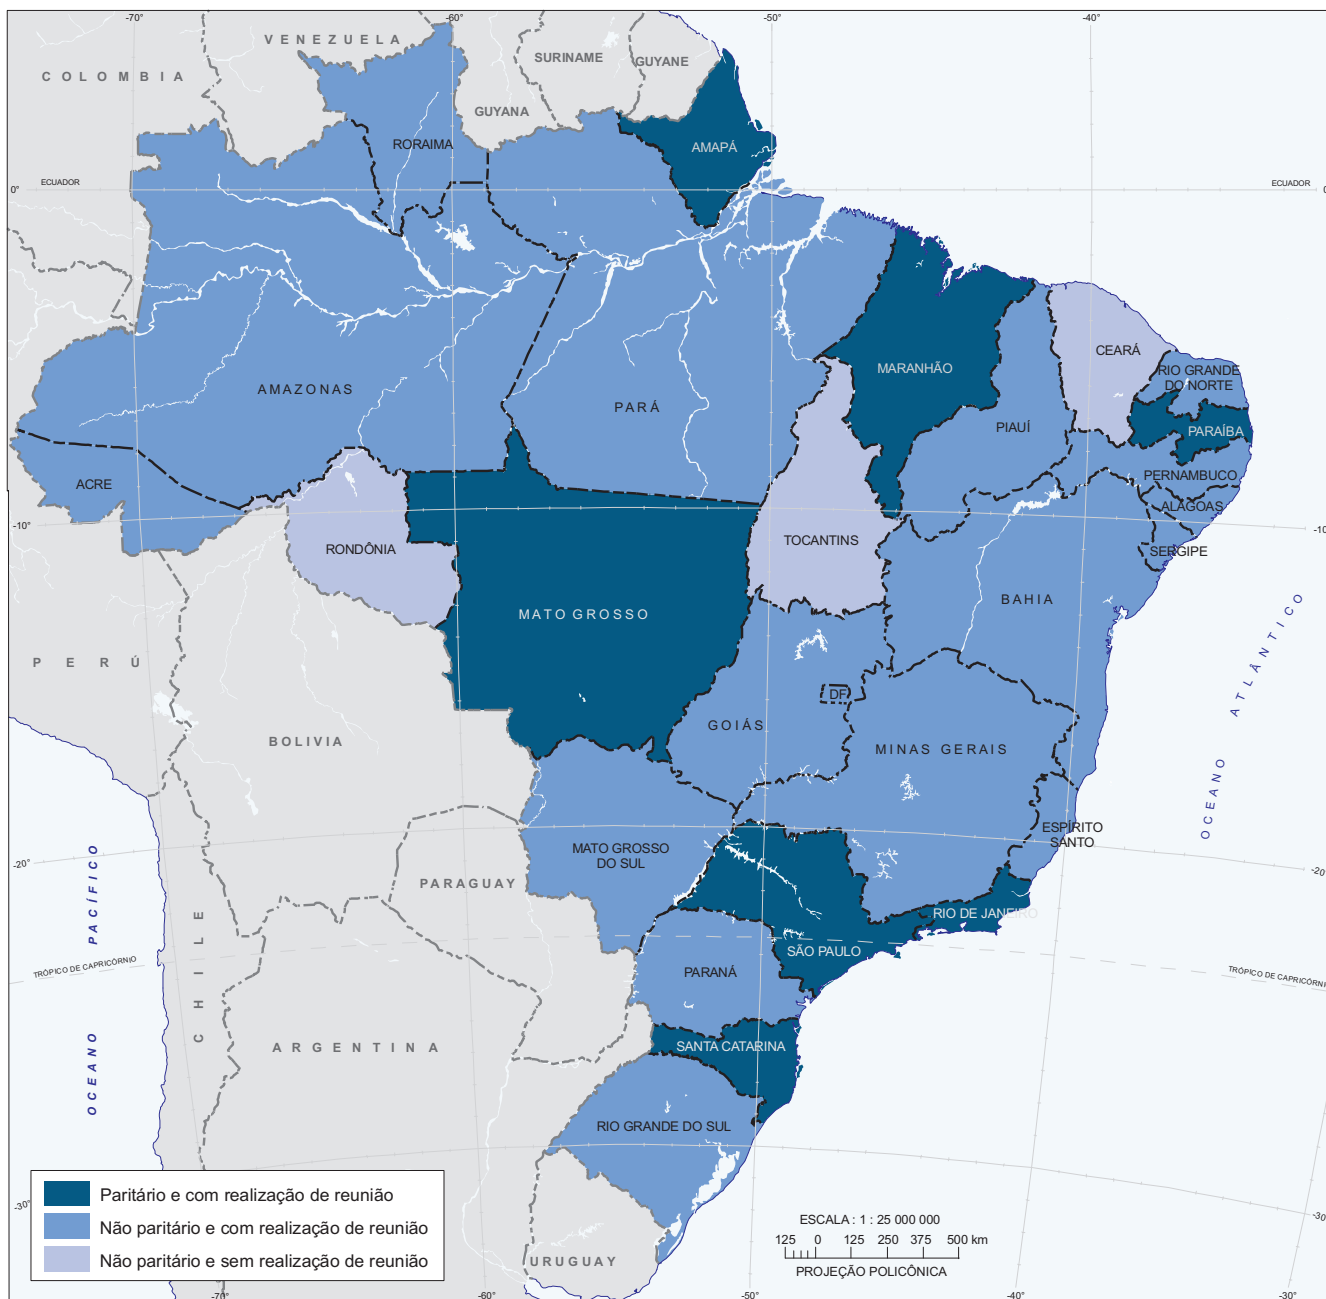 -70°
-60°
-50°
-40°
VENEZUELA
COLOMBIA
SURINAME
GUYANE
GUYANA
RORAIMA
AMAPÁ
0°
ECUADOR
ECUADOR
0
MARANHÃO
CEARÁ
RIO GRANDE
DO NORTE
AMAZONAS
PARÁ
PIAUÍ
PARAÍBA
PERNAMBUCO
ACRE
ALAGOAS
-10°
-10
RONDÔNIA
TOCANTINS
SERGIPE
MATO GROSSO
BAHIA
PERÚ
DF
GOIÁS
BOLIVIA
MINAS GERAIS
OCEANO ATLÂNTICO
ESPÍRITO
SANTO
MATO GROSSO
DO SUL
-20°
-20°
PARAGUAY
RIO DE JANEIRO
SÃO PAULO
OCEANO PACÍFICO
CHILE
TRÓPICO DE CAPRICÓRNIO
TRÓPICO DE CAPRICÓRNIO
PARANÁ
ARGENTINA
SANTA CATARINA
RIO GRANDE DO SUL
Paritário e com realização de reunião
Não paritário e com realização de reunião
Não paritário e sem realização de reunião
-30°
-30°
URUGUAY
ESCALA : 1 : 25 000 000
125 0 125 250 375 500 km
PROJEÇÃO POLICÔNICA
-70°
-60°
-50°
-40°
-30°